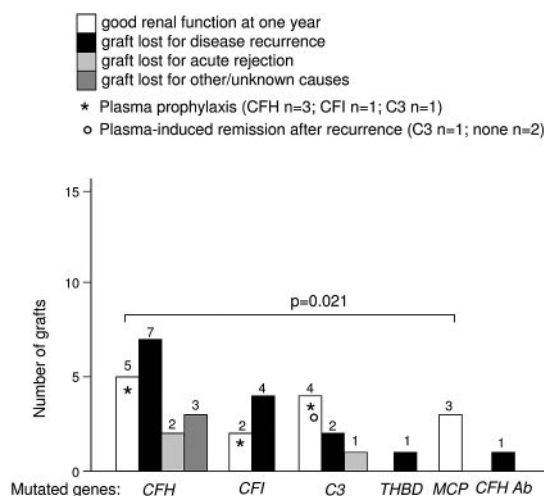 good renal function at one year
graft lost for disease recurrence
graft lost for acute rejection
graft lost for other/unknown causes
* Plasma prophylaxis (CFH n=3; CFI n=1; C3 n=1)
o Plasma-induced remission after recurrence (C3 n=1; none n=2)
15
10
5
0
Number of grafts
p=0.021
5 * 7 2 3
2 * 4
4 * o 2 1
1
3
1
Mutated genes: CFH CFI C3 THBD MCP CFH Ab